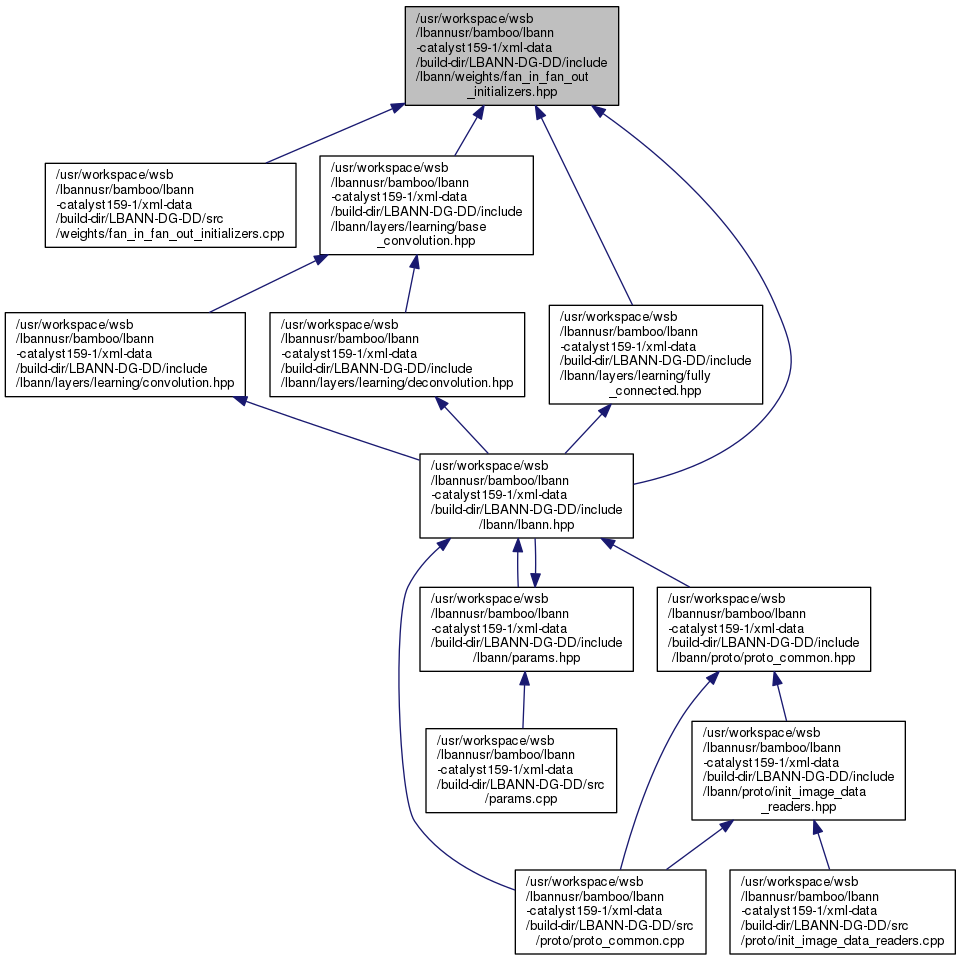 /usr/workspace/wsb
/lbannusr/bamboo/lbann
-catalyst159-1/xml-data
/build-dir/LBANN-DG-DD/include
/lbann/weights/fan_in_fan_out
_initializers.hpp
/usr/workspace/wsb
/lbannusr/bamboo/lbann
-catalyst159-1/xml-data
/build-dir/LBANN-DG-DD/src
/weights/fan_in_fan_out_initializers.cpp
/usr/workspace/wsb
/lbannusr/bamboo/lbann
-catalyst159-1/xml-data
/build-dir/LBANN-DG-DD/include
/lbann/layers/learning/base
_convolution.hpp
/usr/workspace/wsb
/lbannusr/bamboo/lbann
-catalyst159-1/xml-data
/build-dir/LBANN-DG-DD/include
/lbann/layers/learning/convolution.hpp
/usr/workspace/wsb
/lbannusr/bamboo/lbann
-catalyst159-1/xml-data
/build-dir/LBANN-DG-DD/include
/lbann/layers/learning/deconvolution.hpp
/usr/workspace/wsb
/lbannusr/bamboo/lbann
-catalyst159-1/xml-data
/build-dir/LBANN-DG-DD/include
/lbann/layers/learning/fully
_connected.hpp
/usr/workspace/wsb
/lbannusr/bamboo/lbann
-catalyst159-1/xml-data
/build-dir/LBANN-DG-DD/include
/lbann/lbann.hpp
/usr/workspace/wsb
/lbannusr/bamboo/lbann
-catalyst159-1/xml-data
/build-dir/LBANN-DG-DD/include
/lbann/params.hpp
/usr/workspace/wsb
/lbannusr/bamboo/lbann
-catalyst159-1/xml-data
/build-dir/LBANN-DG-DD/include
/lbann/proto/proto_common.hpp
/usr/workspace/wsb
/lbannusr/bamboo/lbann
-catalyst159-1/xml-data
/build-dir/LBANN-DG-DD/src
/params.cpp
/usr/workspace/wsb
/lbannusr/bamboo/lbann
-catalyst159-1/xml-data
/build-dir/LBANN-DG-DD/include
/lbann/proto/init_image_data
_readers.hpp
/usr/workspace/wsb
/lbannusr/bamboo/lbann
-catalyst159-1/xml-data
/build-dir/LBANN-DG-DD/src
/proto/proto_common.cpp
/usr/workspace/wsb
/lbannusr/bamboo/lbann
-catalyst159-1/xml-data
/build-dir/LBANN-DG-DD/src
/proto/init_image_data_readers.cpp